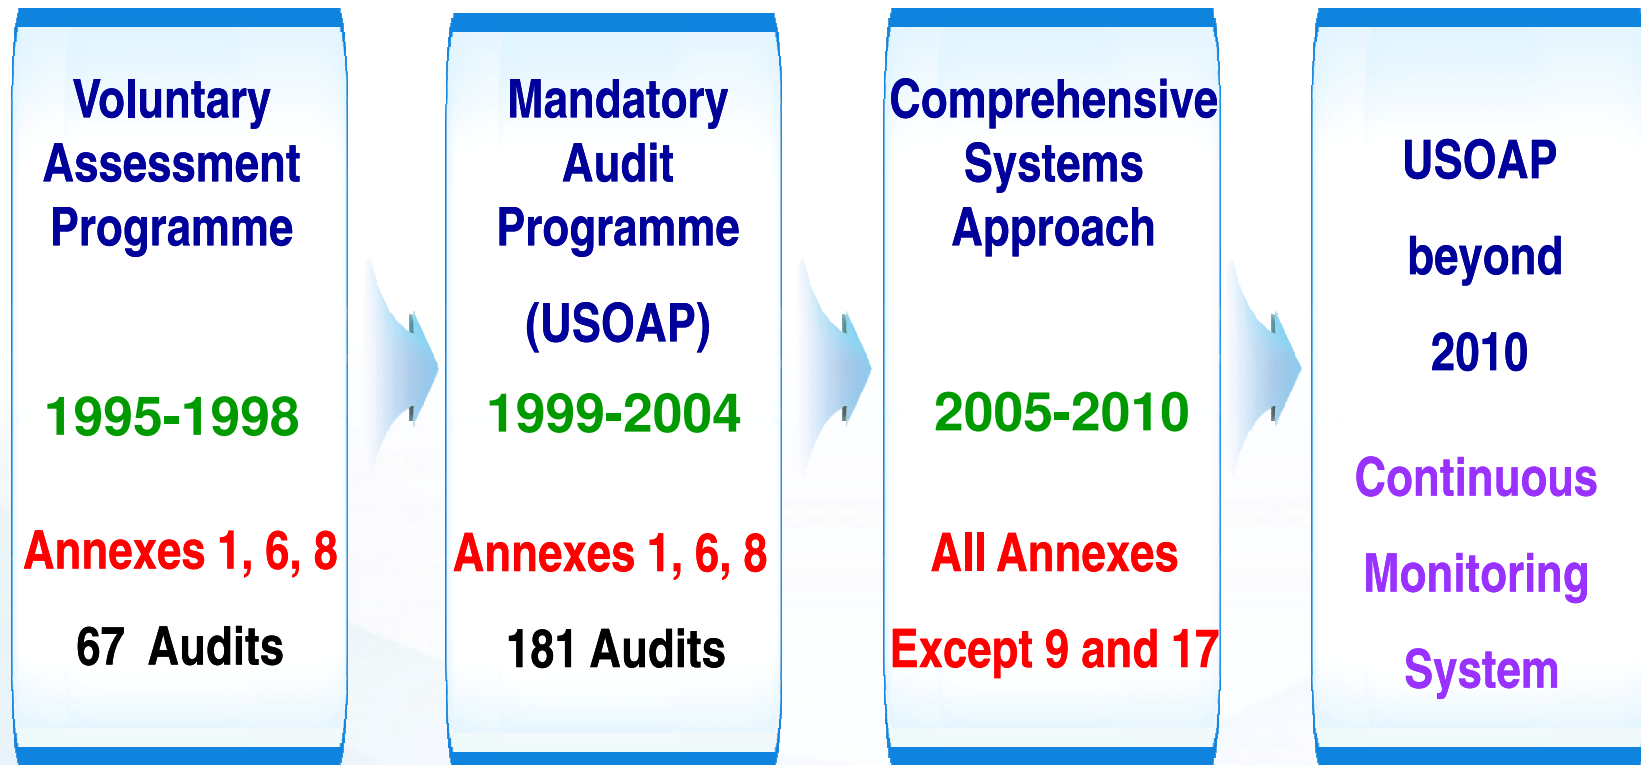 Voluntary
Assessment
Programme
1995-1998
Annexes 1, 6, 8
67 Audits
Mandatory
Audit
Programme
(USOAP)
1999-2004
Annexes 1, 6, 8
181 Audits
Comprehensive
Systems
Approach
2005-2010
All Annexes
Except 9 and 17
USOAP
beyond
2010
Continuous
Monitoring
System